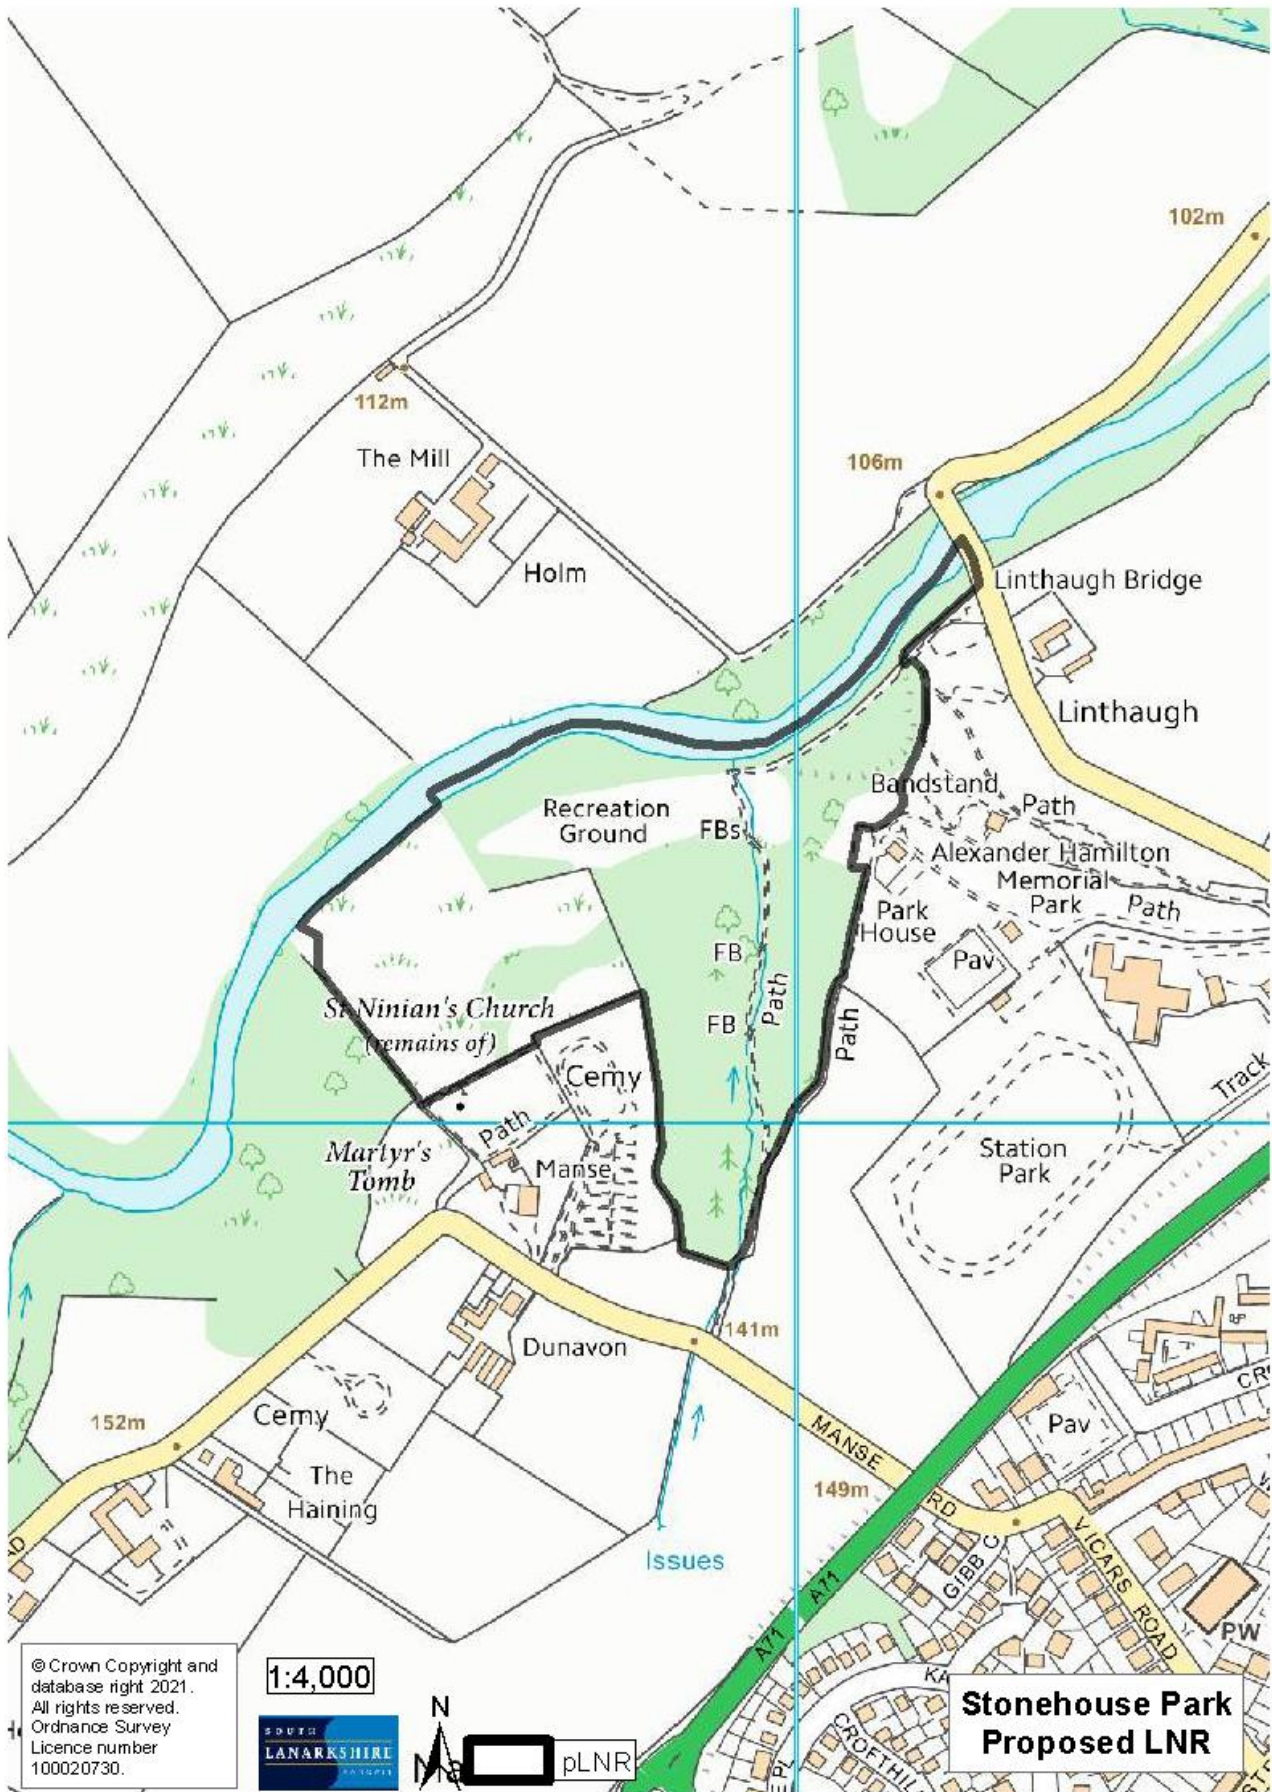 102m
112m
The Mill
106m
Holm
Linthaugh Bridge
Linthaugh
Bandstand
Path
Recreation
Ground
FBs
Alexander Hamilton
Memorial
Park
Path
Park
House
FB
Pav
Path
St Ninian's Church
(remains of)
FB
Path
Cemy
Track
Path
Martyr's
Tomb
Manse
Station
Park
141m
Dunavon
152m
Cemy
Pav
MANSE
RD
The
Haining
149m
GIBB C
VICARS ROAD
Issues
A71
A71
PW
CROFTHIL
© Crown Copyright and
database right 2021.
All rights reserved.
Ordnance Survey
Licence number
100020730.
1:4,000
SOUTH
LANARKSHIRE
COUNCIL
N
pLNR
Stonehouse Park
Proposed LNR